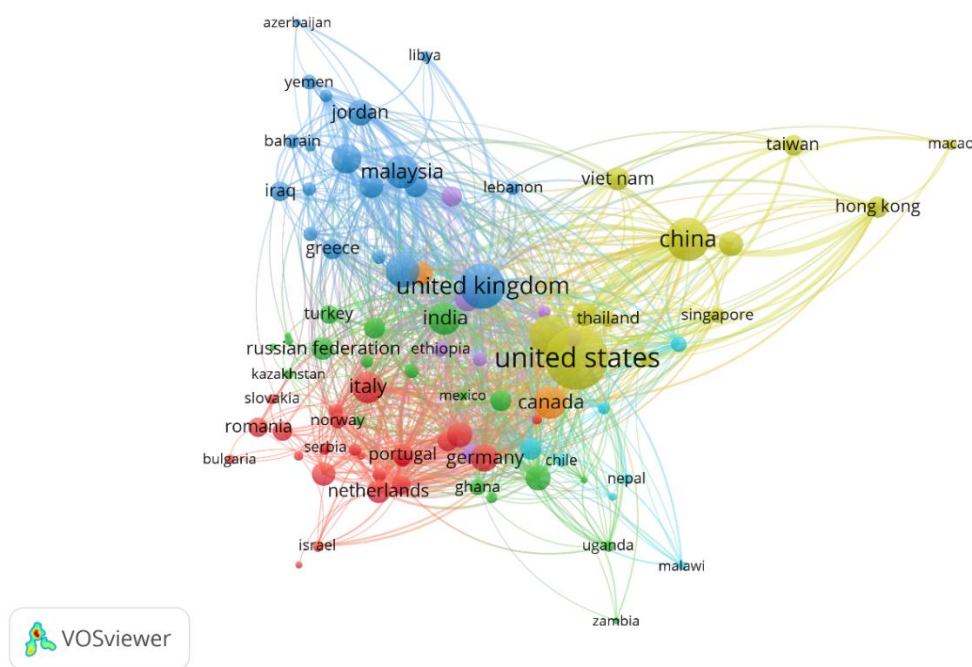 azerbaijan
libya
yemen
jordan
bahrain
taiwan
macao
malaysia
viet nam
iraq
lebanon
hong kong
greece
china
united kingdom
turkey
india
thailand
singapore
russian federation
ethiopia
united states
kazakhstan
italy
slovakia
mexico
canada
romania
norway
serbia
bulgaria
portugal
germany
chile
netherlands
ghana
nepal
israel
uganda
malawi
zambia
VOSviewer